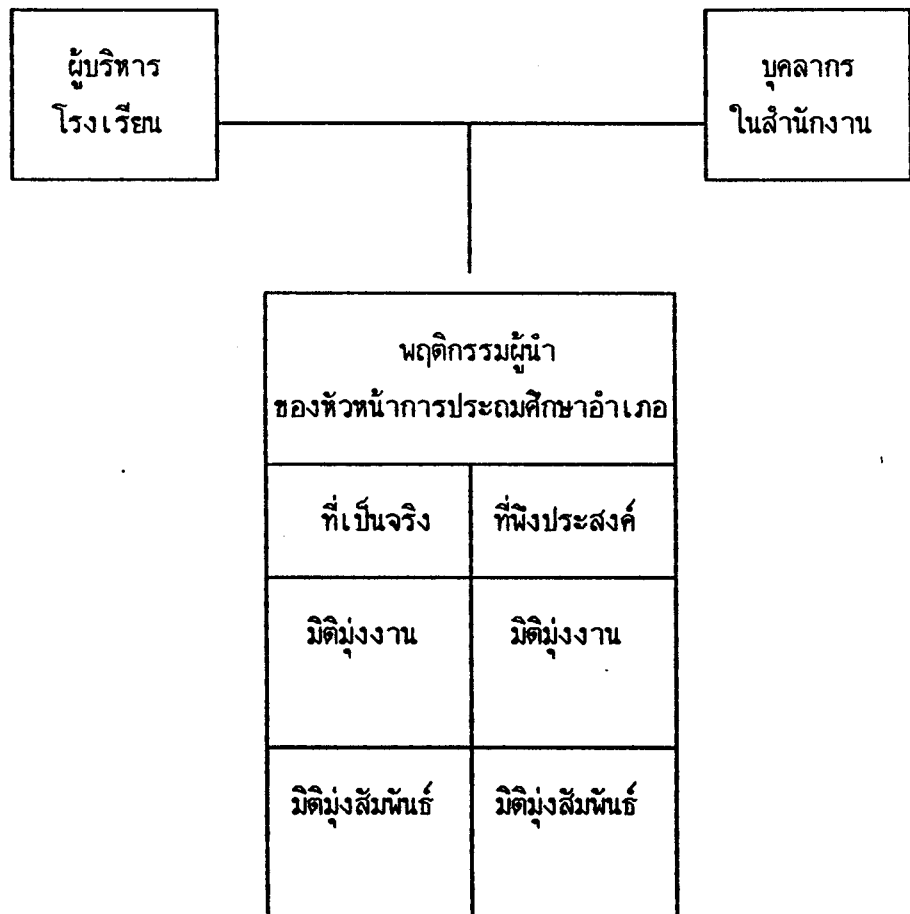 ผู้บริหาร
โรงเรียน
บุคลากร
ในสำนักงาน
พฤติกรรมผู้นำ
ของหัวหน้าการประถมศึกษาอำเภอ
ที่เป็นจริง
ที่พึงประสงค์
มิติมุ่งงาน
มิติมุ่งงาน
มิติมุ่งสัมพันธ์
มิติมุ่งสัมพันธ์